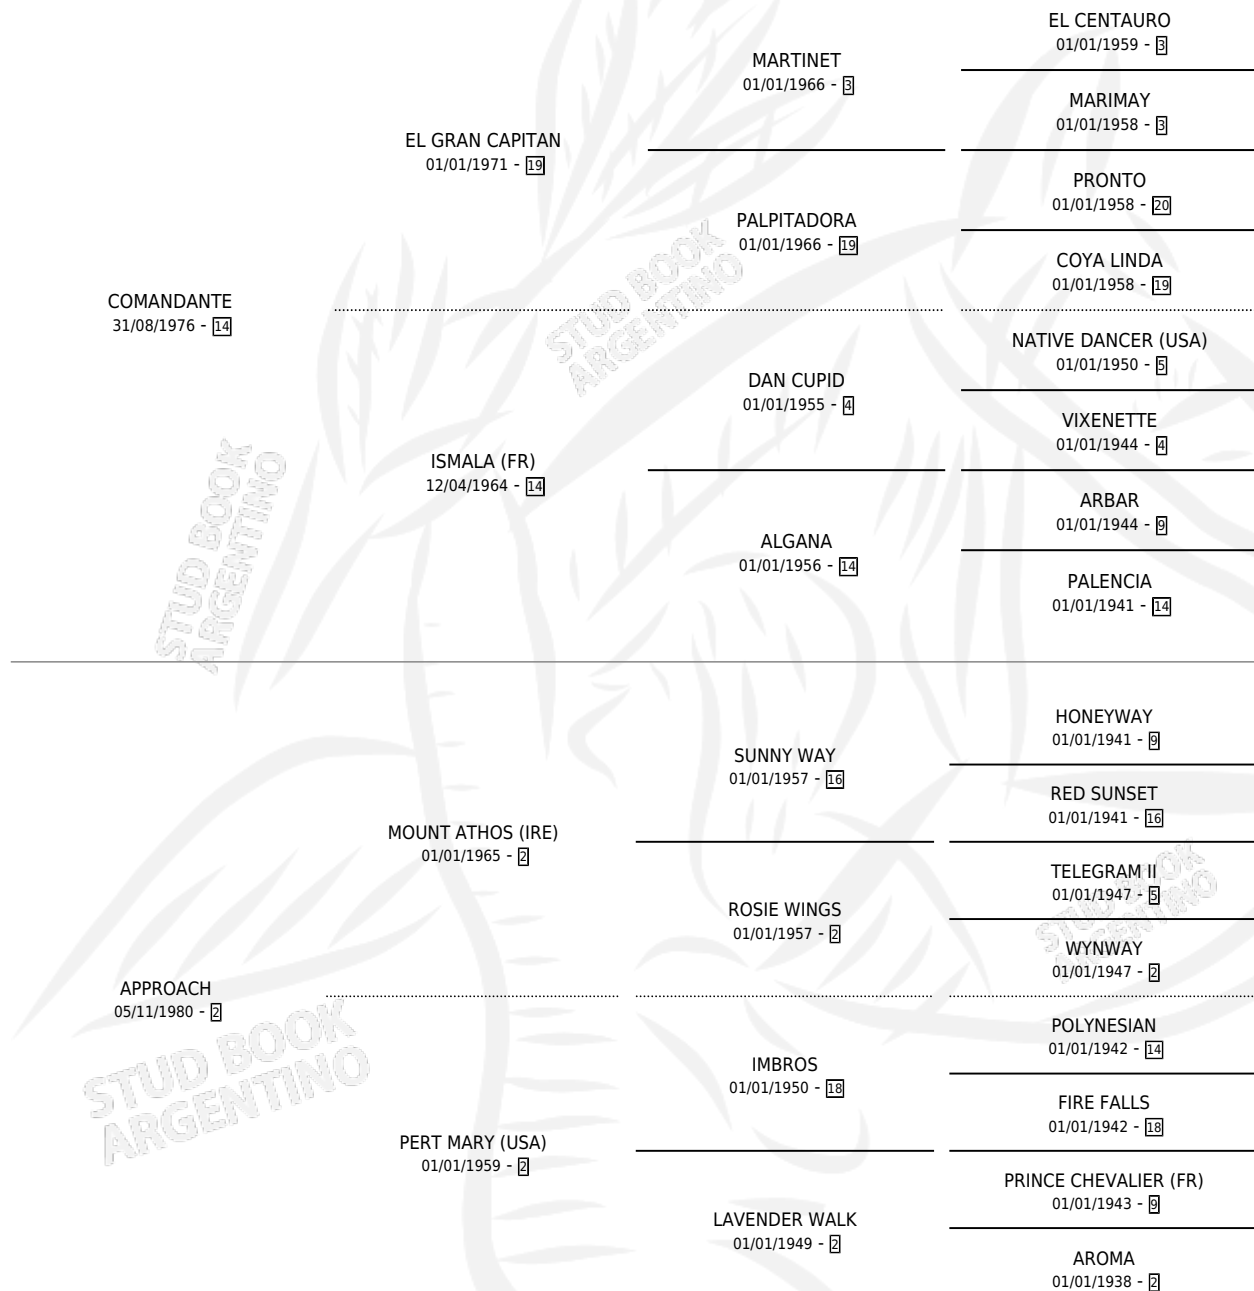 EL CENTAURO
01/01/1959 - 3
MARTINET
01/01/1966 - 3
MARIMAY
01/01/1958 - 3
EL GRAN CAPITAN
01/01/1971 - 19
PRONTO
01/01/1958 - 20
PALPITADORA
01/01/1966 - 19
COYA LINDA
01/01/1958 - 19
COMANDANTE
31/08/1976 - 14
STUD BOOK
ARGENTINO
NATIVE DANCER (USA)
01/01/1950 - 5
DAN CUPID
01/01/1955 - 4
VIXENETTE
01/01/1944 - 4
ISMALA (FR)
12/04/1964 - 14
ARBAR
01/01/1944 - 9
ALGANA
01/01/1956 - 14
PALENCIA
01/01/1941 - 14
STUD BOOK
ARGENTINO
HONEYWAY
01/01/1941 - 9
SUNNY WAY
01/01/1957 - 16
RED SUNSET
01/01/1941 - 16
MOUNT ATHOS (IRE)
01/01/1965 - 2
TELEGRAM II
01/01/1947 - 5
ROSIE WINGS
01/01/1957 - 2
WYNWAY
01/01/1947 - 2
STUD BOOK
ARGENTINO
APPROACH
05/11/1980 - 2
POLYNESIAN
01/01/1942 - 14
IMBROS
01/01/1950 - 18
FIRE FALLS
01/01/1942 - 18
PERT MARY (USA)
01/01/1959 - 2
PRINCE CHEVALIER (FR)
01/01/1943 - 9
LAVENDER WALK
01/01/1949 - 2
AROMA
01/01/1938 - 2
STUD BOOK
ARGENTINO